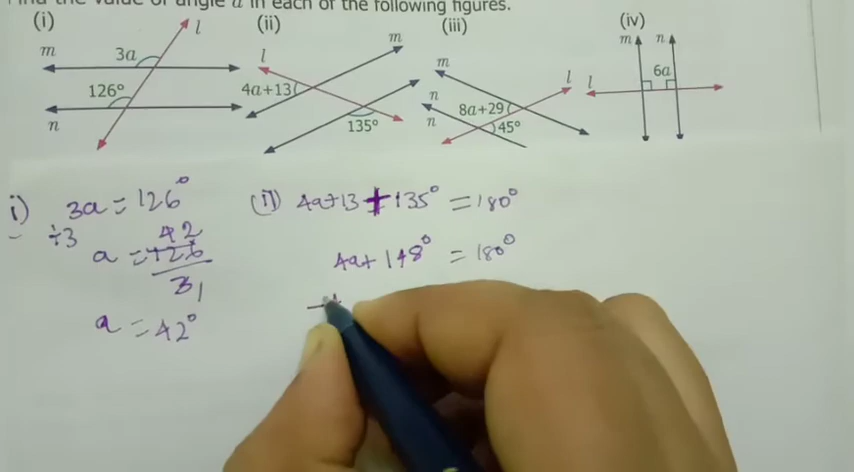 Find the value of angle a in each of the following figures.
(i) (ii) (iii) (iv)
l m m n
m 3a l m l l 6a
126° 4a+13 n 8a+29
n 135° n 45°
i) 3a = 126° (ii) 4a+13+135° = 180°
÷3 a = 42
126
3
4a+148° = 180°
a = 42°